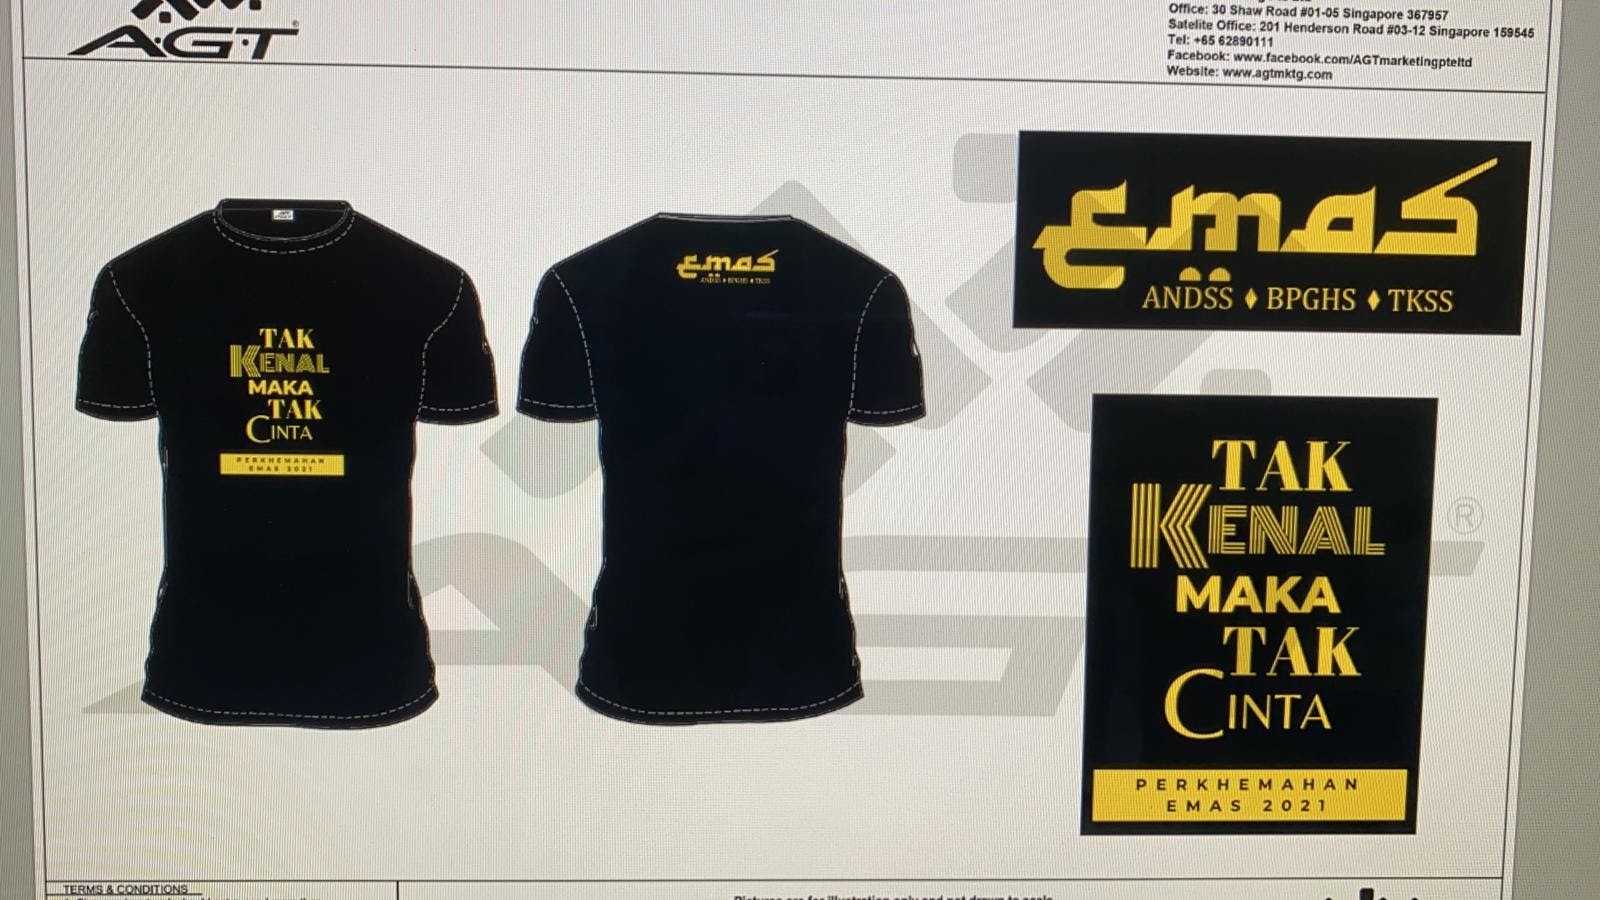 A·G·T
®
Office: 30 Shaw Road #01-05 Singapore 367957
Satelite Office: 201 Henderson Road #03-12 Singapore 159545
Tel: +65 62890111
Facebook: www.facebook.com/AGTmarketingpteltd
Website: www.agtmktg.com
TAK
KENAL
MAKA
TAK
CINTA
PERKHEMAHAN
EMAS 2021
emas
ANDSS ♦ BPGHS ♦ TKSS
emas
ANDSS ♦ BPGHS ♦ TKSS
TAK
KENAL
MAKA
TAK
CINTA
PERKHEMAHAN
EMAS 2021
®
TERMS & CONDITIONS
Pictures are for illustration only and not drawn to scale